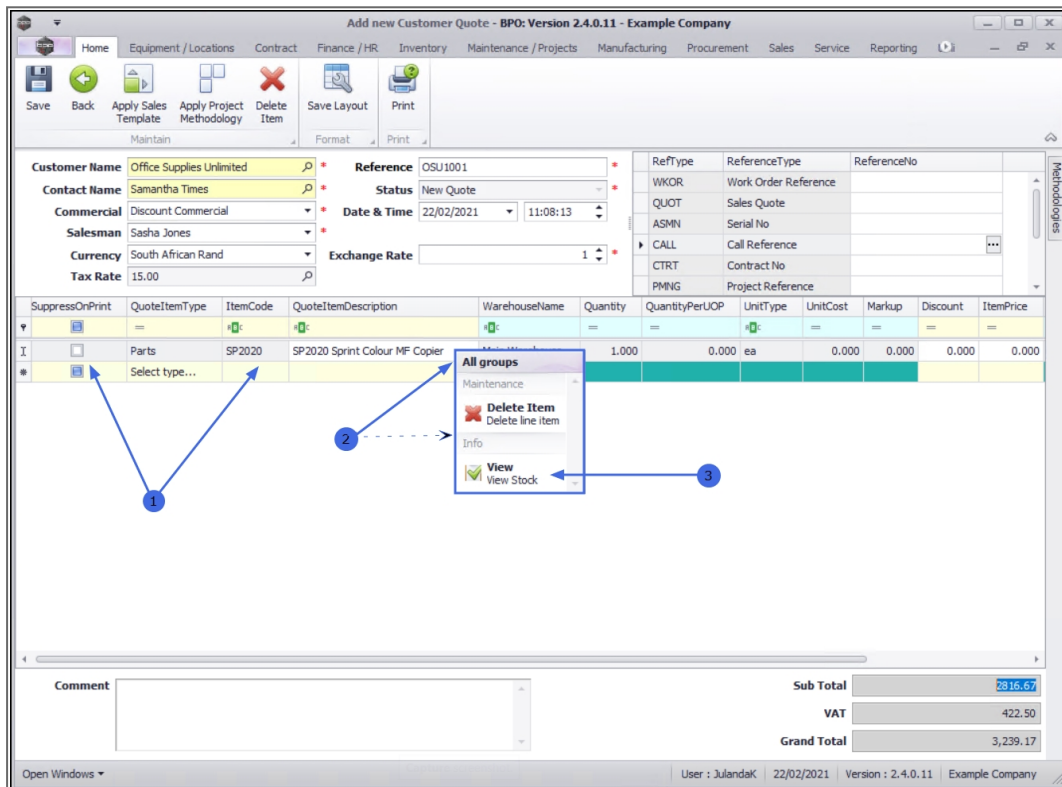 Add new Customer Quote - BPO: Version 2.4.0.11 - Example Company
bpo Home Equipment / Locations Contract Finance / HR Inventory Maintenance / Projects Manufacturing Procurement Sales Service Reporting
Save Back Apply Sales Template Apply Project Methodology Delete Item Save Layout Print
Maintain Format Print
Customer Name Office Supplies Unlimited * Reference OSU1001 *
Contact Name Samantha Times * Status New Quote *
Commercial Discount Commercial * Date & Time 22/02/2021 11:08:13
Salesman Sasha Jones *
Currency South African Rand Exchange Rate 1 *
Tax Rate 15.00
RefType ReferenceType ReferenceNo
WKOR Work Order Reference
QUOT Sales Quote
ASMN Serial No
CALL Call Reference ...
CTRT Contract No
PMNG Project Reference
Methodologies
SuppressOnPrint QuoteItemType ItemCode QuoteItemDescription WarehouseName Quantity QuantityPerUOP UnitType UnitCost Markup Discount ItemPrice
Parts SP2020 SP2020 Sprint Colour MF Copier Main Warehouse 1.000 0.000 ea 0.000 0.000 0.000 0.000
Select type...
All groups
Maintenance
Delete Item
Delete line item
Info
View
View Stock
1
2
3
Comment
Sub Total 2816.67
VAT 422.50
Grand Total 3,239.17
Open Windows User : JulandaK 22/02/2021 Version : 2.4.0.11 Example Company